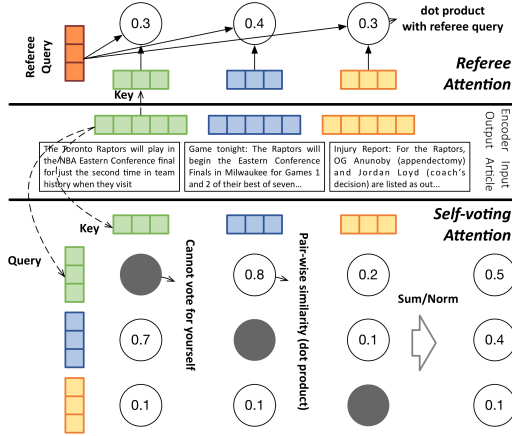 0.3
0.4
0.3
dot product
with referee query
Referee
Query
Referee
Attention
Key
Encoder Input
Output Article
The Toronto Raptors will play in
the NBA Eastern Conference final
for just the second time in team
history when they visit
Game tonight: The Raptors will
begin the Eastern Conference
Finals in Milwaukee for Games 1
and 2 of their best of seven...
Injury Report: For the Raptors,
OG Anunoby (appendectomy)
and Jordan Loyd (coach's
decision) are listed as out...
Self-voting
Attention
Key
Query
Cannot vote for
yourself
Pair-wise similarity (dot product)
0.8
0.2
0.5
Sum/Norm
0.7
0.1
0.4
0.1
0.1
0.1